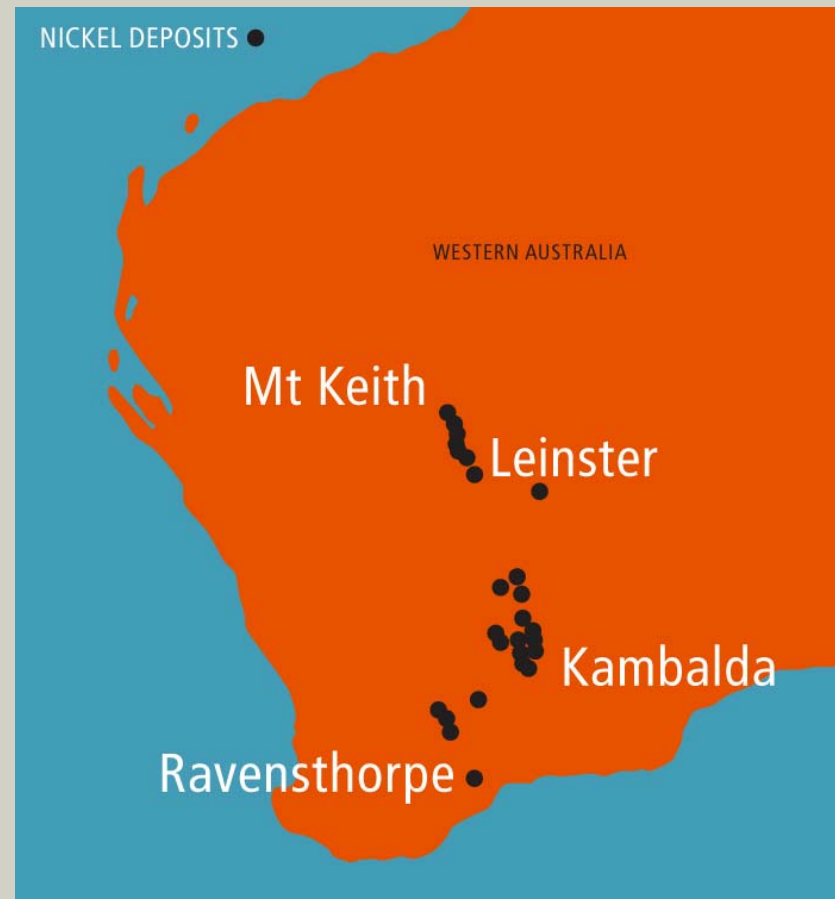 NICKEL DEPOSITS
WESTERN AUSTRALIA
Mt Keith
Leinster
Kambalda
Ravensthorpe